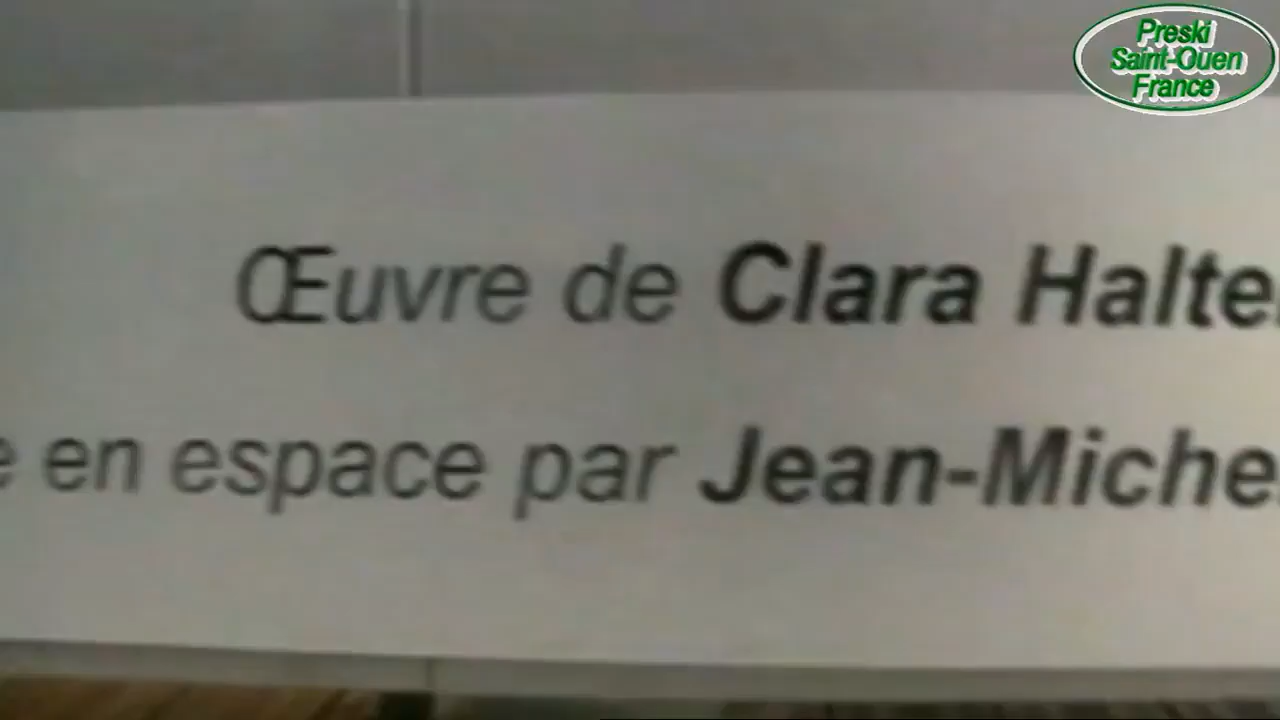 Preski
Saint-Ouen
France
Œuvre de Clara Halte
e en espace par Jean-Miche